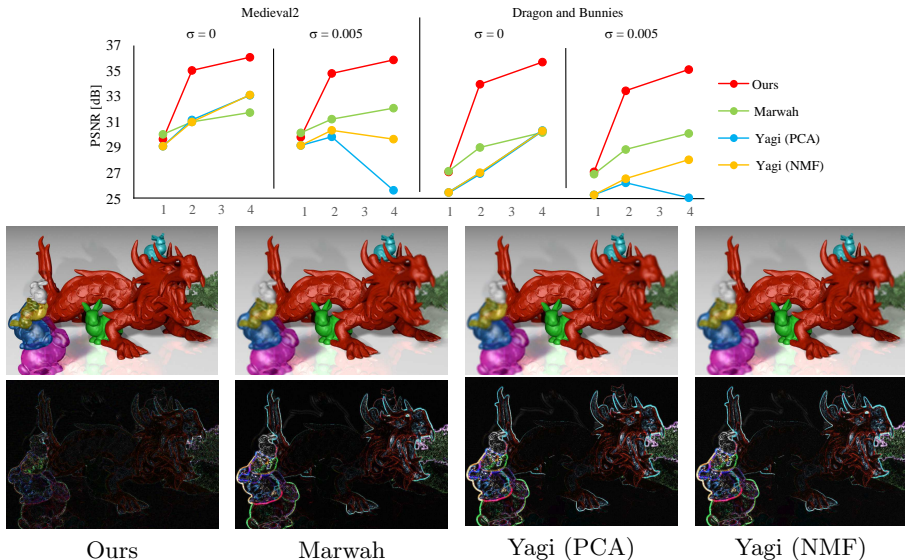 Medieval2
Dragon and Bunnies
σ = 0
σ = 0.005
σ = 0
σ = 0.005
PSNR [dB]
37
35
33
31
29
27
25
1 2 3 4
1 2 3 4
1 2 3 4
1 2 3 4
Ours
Marwah
Yagi (PCA)
Yagi (NMF)
Ours
Marwah
Yagi (PCA)
Yagi (NMF)